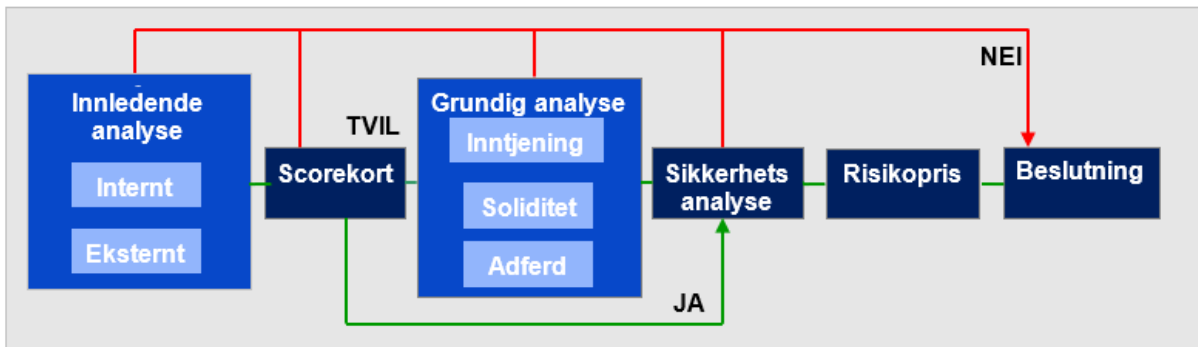 Innledende
analyse
Internt
Eksternt
Scorekort
TVIL
Grundig analyse
Inntjening
Soliditet
Adferd
JA
Sikkerhets
analyse
Risikopris
NEI
Beslutning